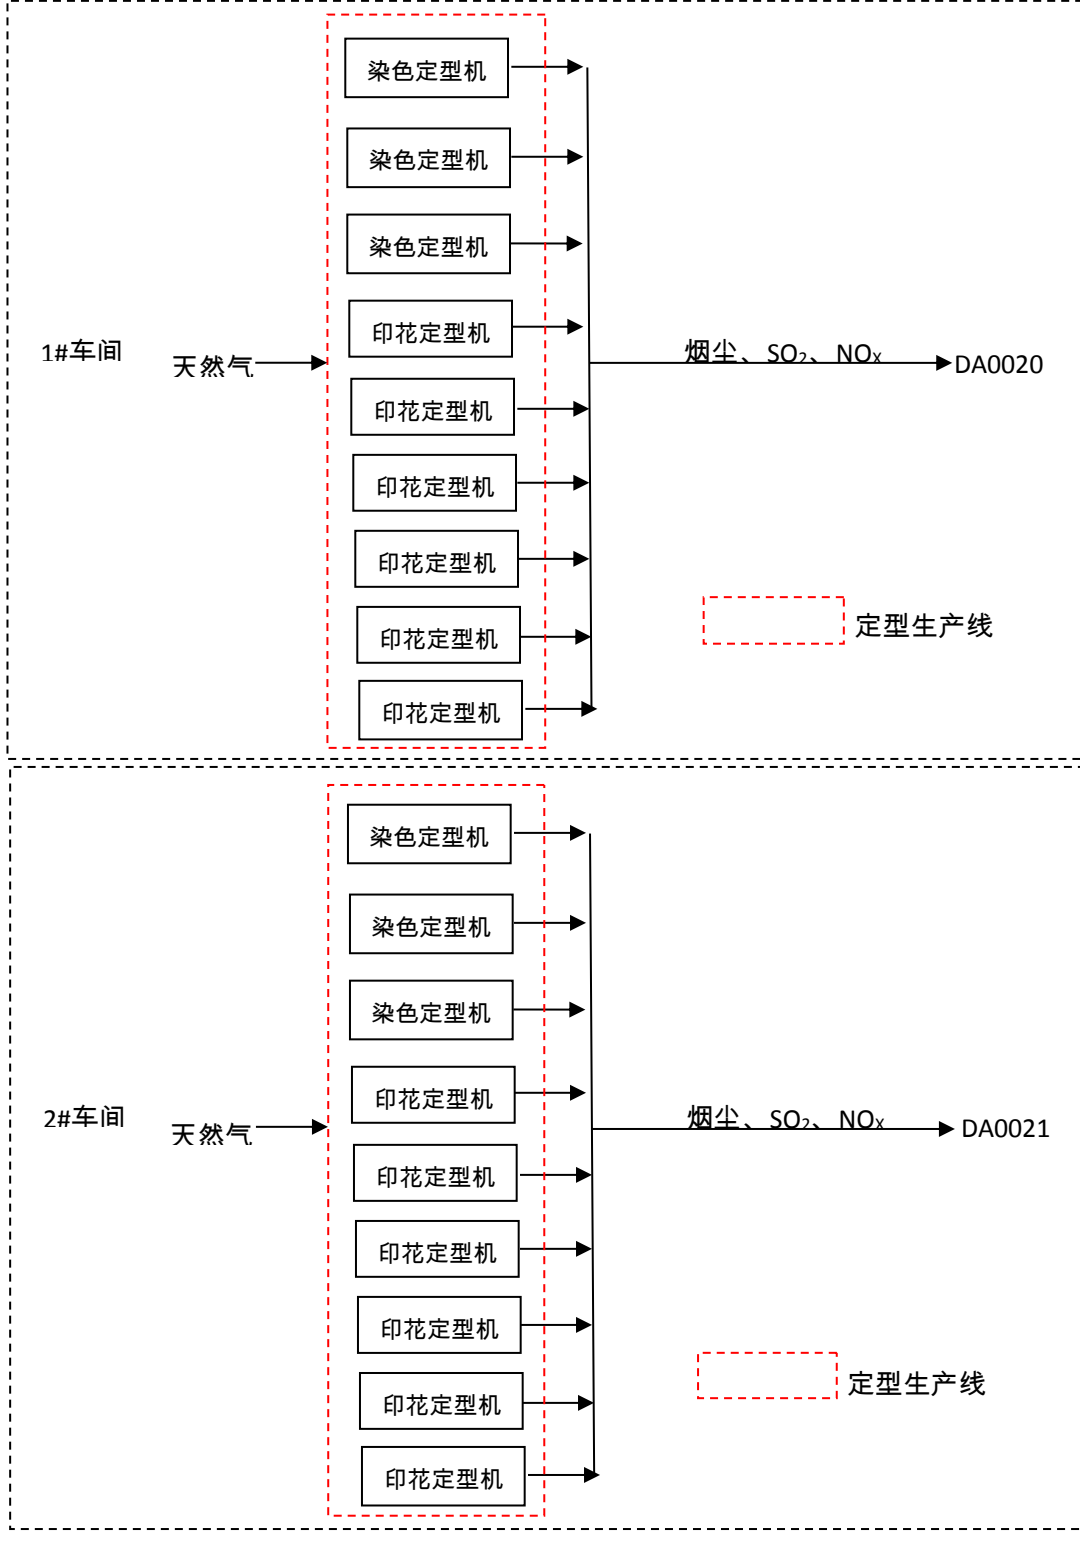 染色定型机
染色定型机
染色定型机
印花定型机
1#车间
天然气
烟尘、SO₂、NOₓ
DA0020
印花定型机
印花定型机
印花定型机
印花定型机
定型生产线
印花定型机
染色定型机
染色定型机
染色定型机
印花定型机
2#车间
天然气
烟尘、SO₂、NOₓ
DA0021
印花定型机
印花定型机
印花定型机
印花定型机
定型生产线
印花定型机